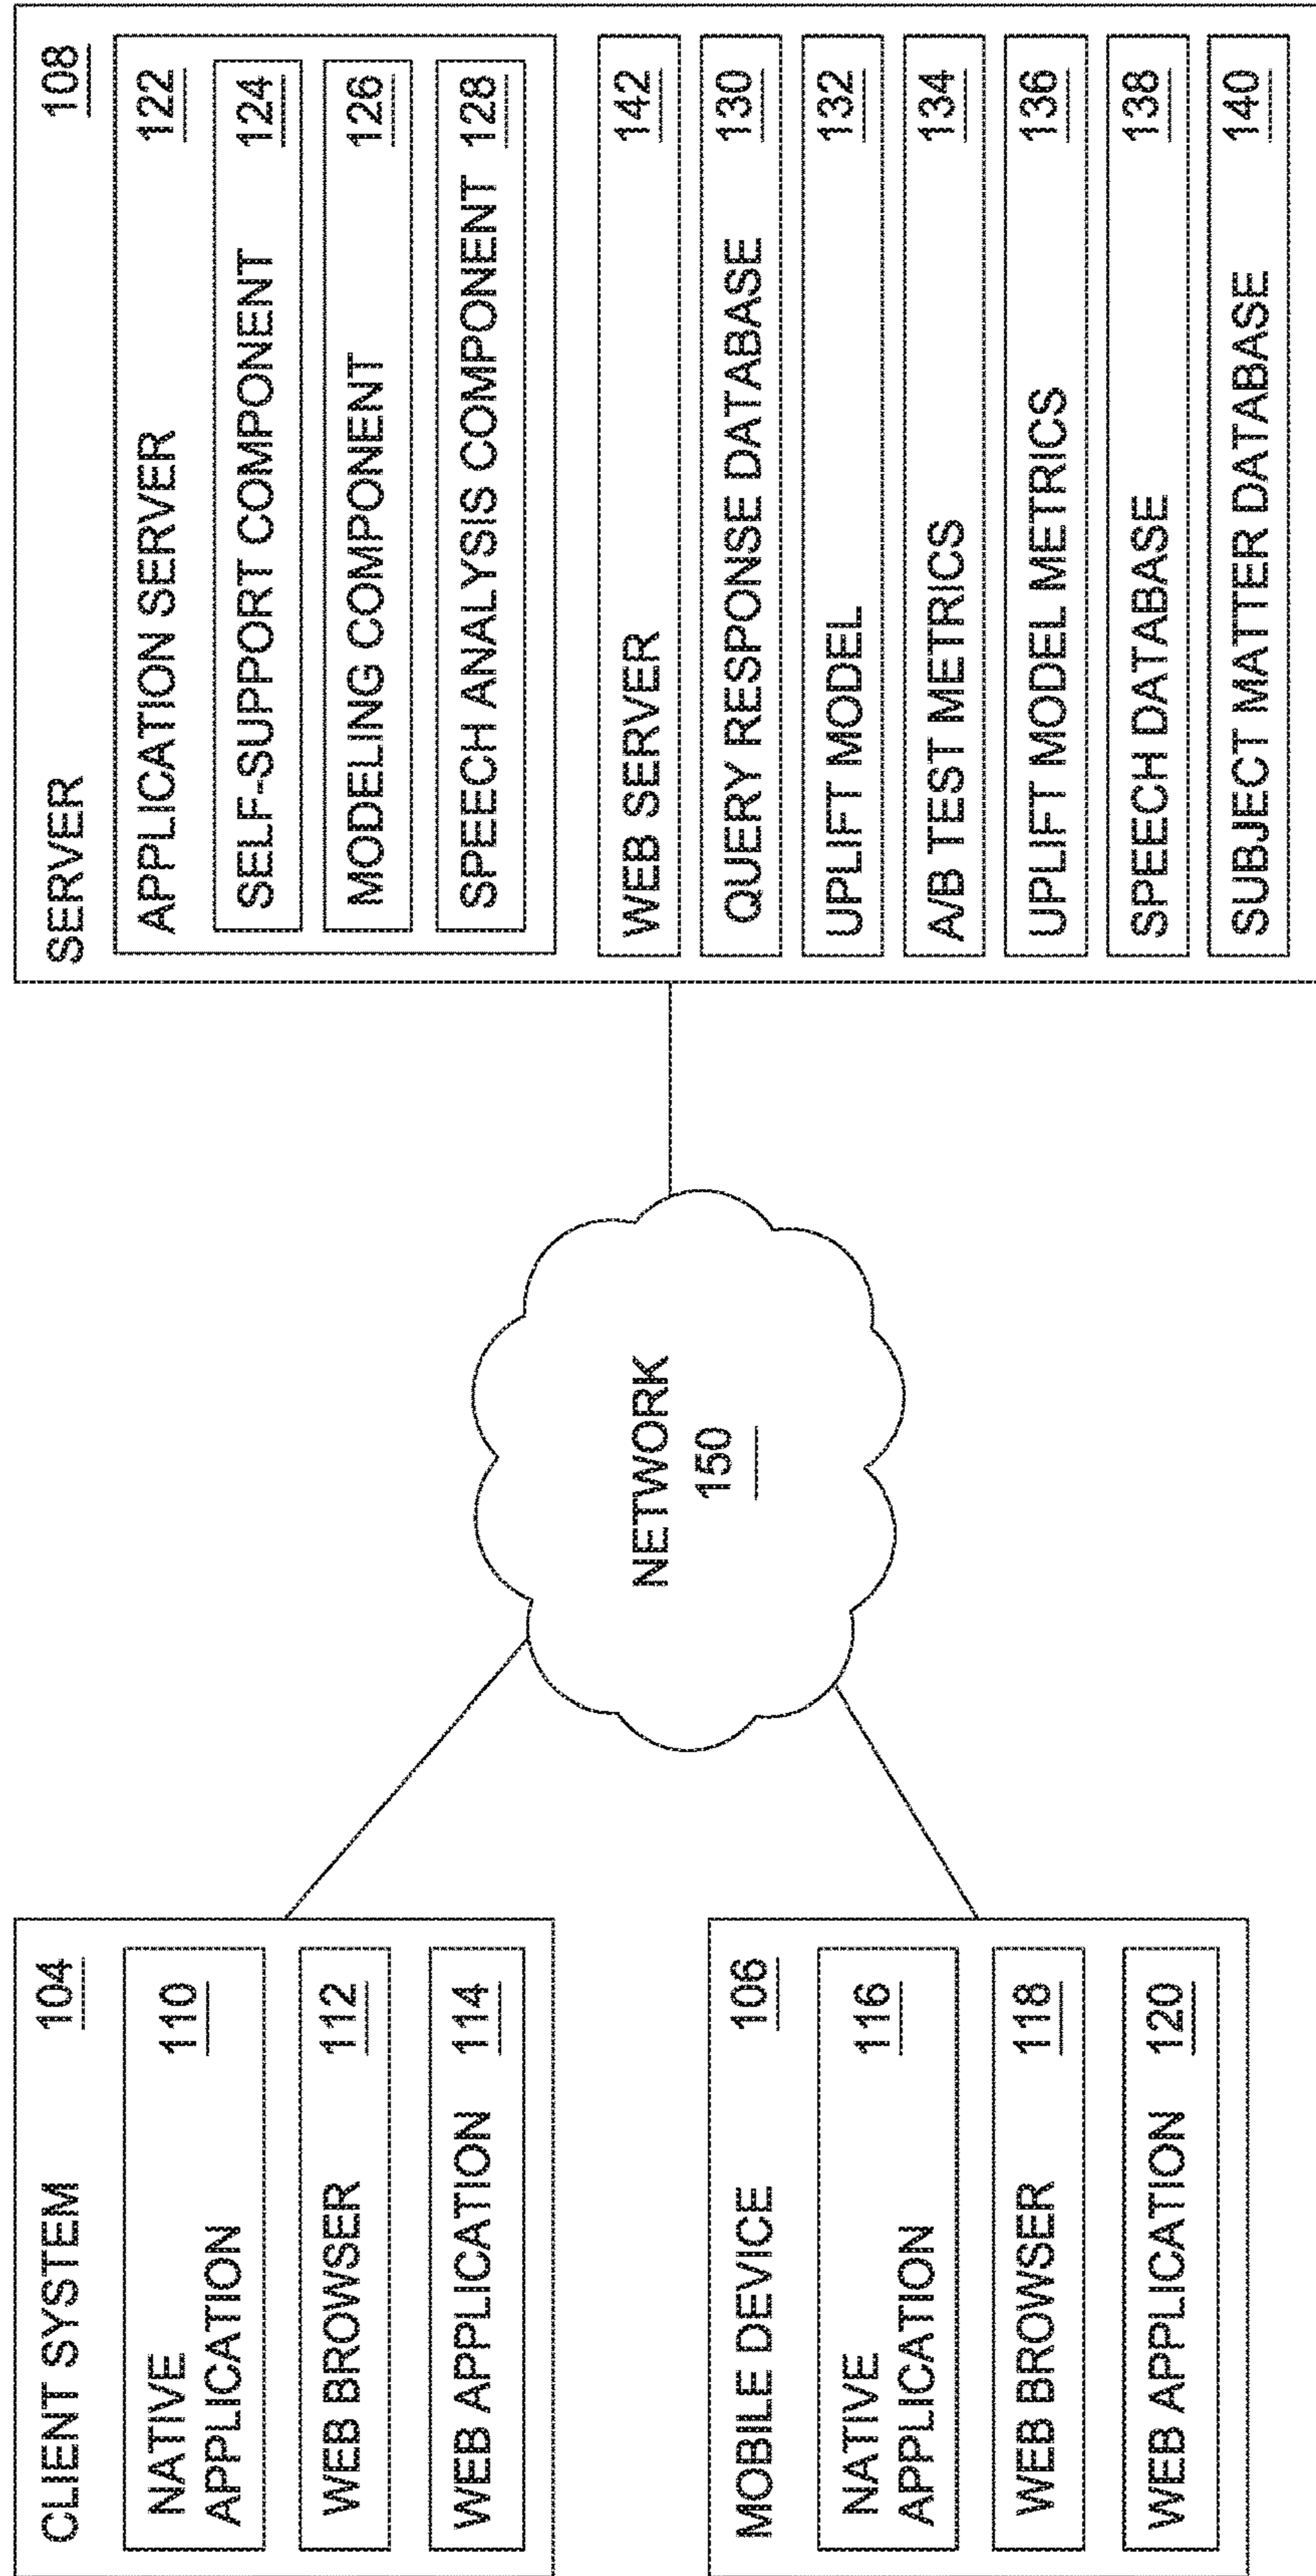 CLIENT SYSTEM 104
NATIVE 110
APPLICATION
WEB BROWSER 112
WEB APPLICATION 114
MOBILE DEVICE 106
NATIVE 116
APPLICATION
WEB BROWSER 118
WEB APPLICATION 120
NETWORK
150
SERVER 108
APPLICATION SERVER 122
SELF-SUPPORT COMPONENT 124
MODELING COMPONENT 126
SPEECH ANALYSIS COMPONENT 128
WEB SERVER 142
QUERY RESPONSE DATABASE 130
UPLIFT MODEL 132
A/B TEST METRICS 134
UPLIFT MODEL METRICS 136
SPEECH DATABASE 138
SUBJECT MATTER DATABASE 140